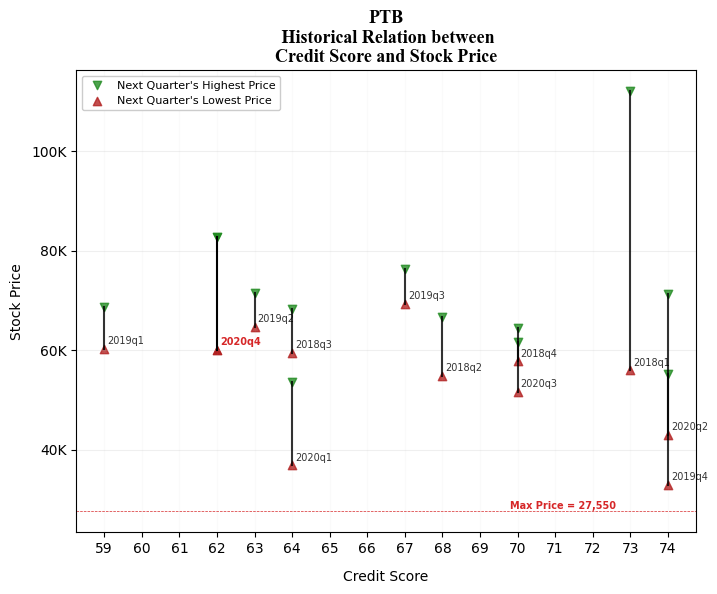 PTB
Historical Relation between
Credit Score and Stock Price
Next Quarter's Highest Price
Next Quarter's Lowest Price
100K
80K
60K
40K
Stock Price
2019q1
2020q4
2019q2
2018q3
2020q1
2019q3
2018q2
2018q4
2020q3
2018q1
2020q2
2019q4
Max Price = 27,550
59 60 61 62 63 64 65 66 67 68 69 70 71 72 73 74
Credit Score